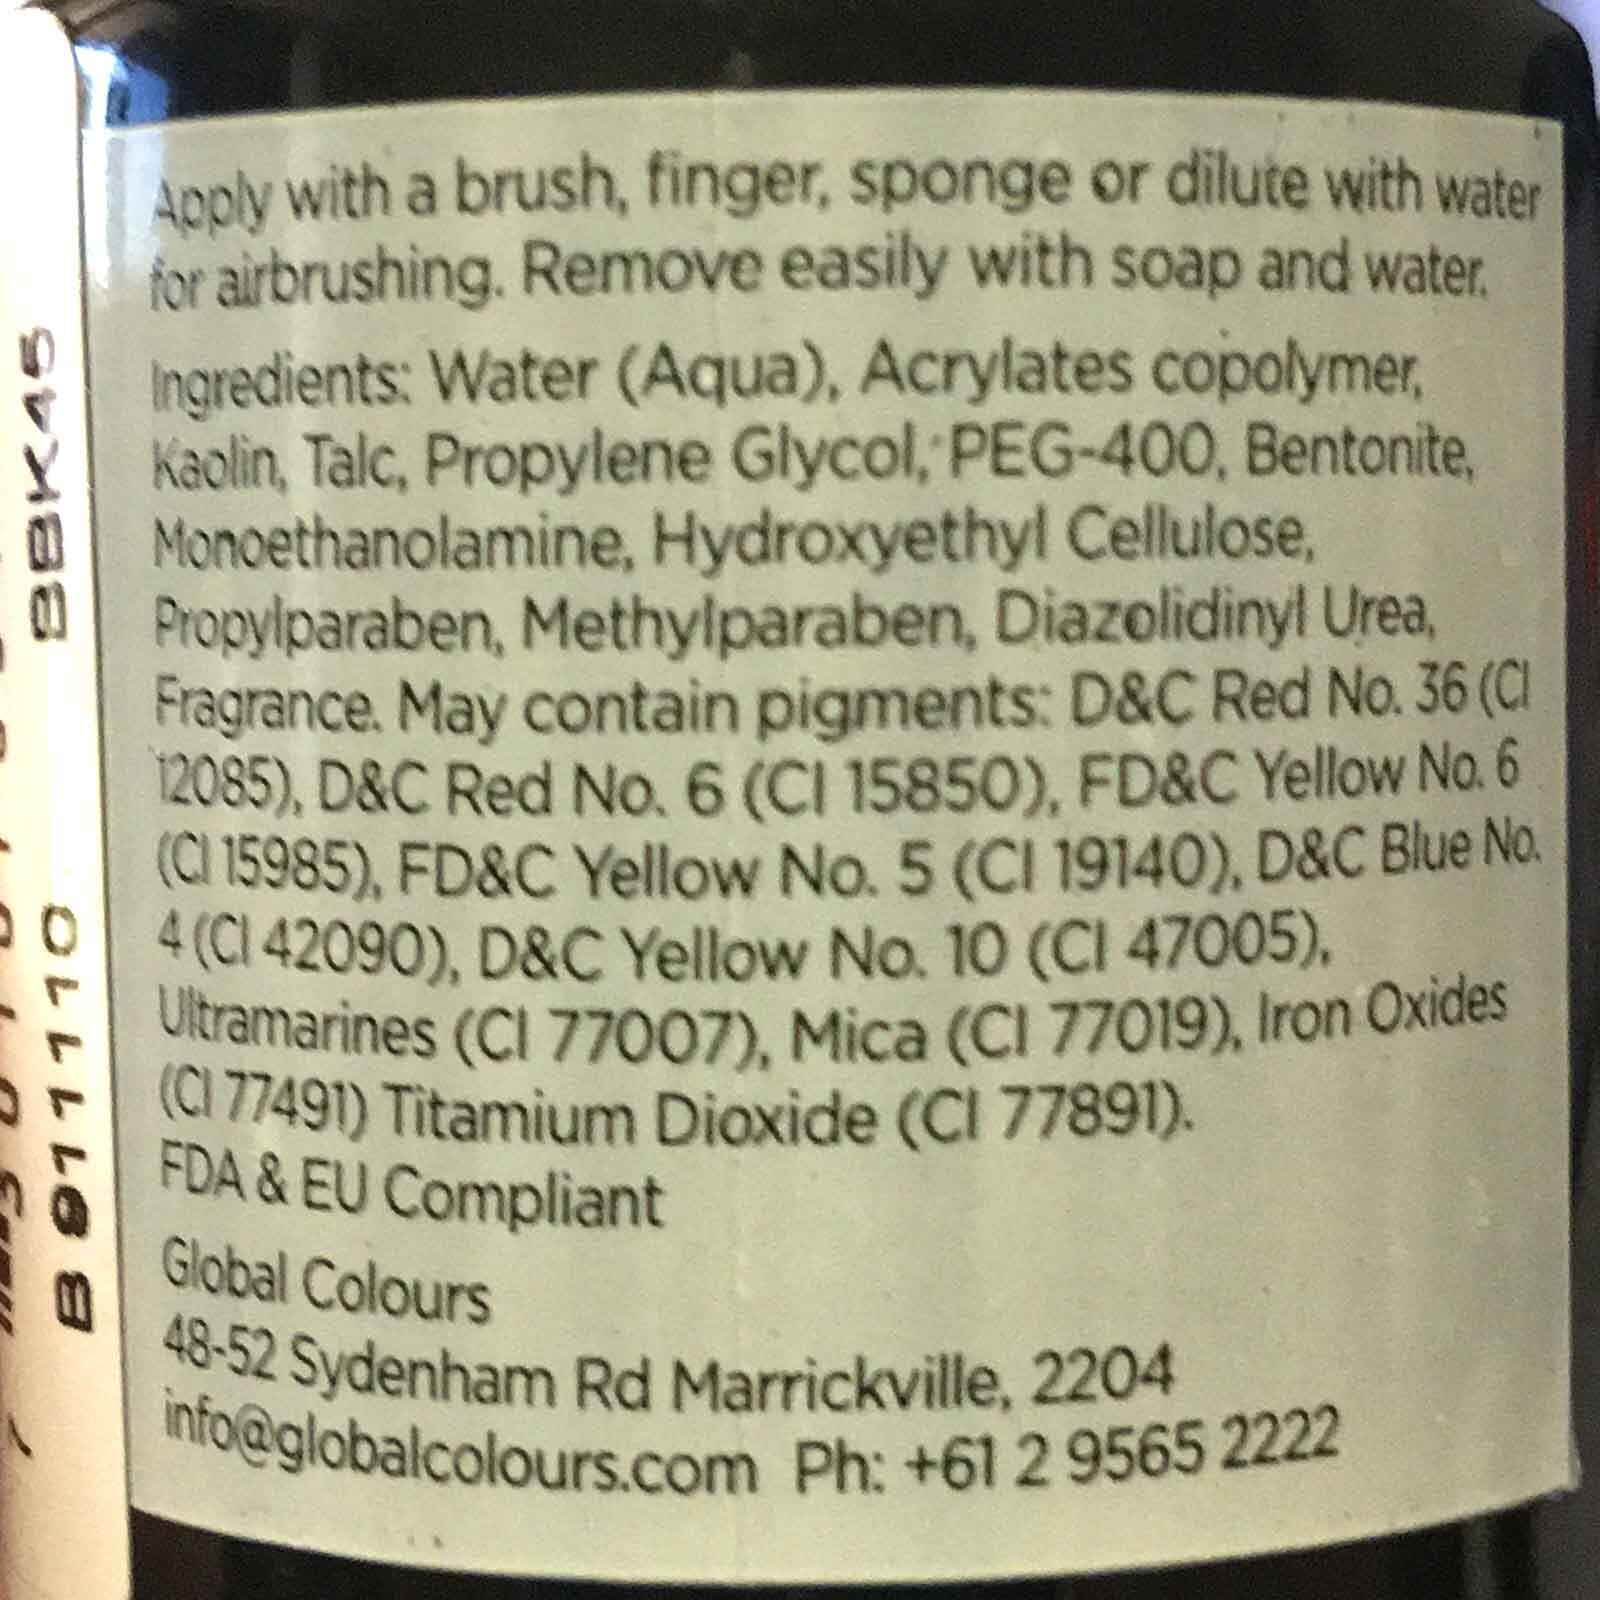 Apply with a brush, finger, sponge or dilute with water
for airbrushing. Remove easily with soap and water.
Ingredients: Water (Aqua), Acrylates copolymer,
Kaolin, Talc, Propylene Glycol, PEG-400, Bentonite,
Monoethanolamine, Hydroxyethyl Cellulose,
Propylparaben, Methylparaben, Diazolidinyl Urea,
Fragrance. May contain pigments: D&C Red No. 36 (CI
12085), D&C Red No. 6 (CI 15850), FD&C Yellow No. 6
(CI 15985), FD&C Yellow No. 5 (CI 19140), D&C Blue No.
4 (CI 42090), D&C Yellow No. 10 (CI 47005),
Ultramarines (CI 77007), Mica (CI 77019), Iron Oxides
(CI 77491) Titamium Dioxide (CI 77891).
FDA & EU Compliant
Global Colours
48-52 Sydenham Rd Marrickville, 2204
info@globalcolours.com Ph: +61 2 9565 2222
BBK45